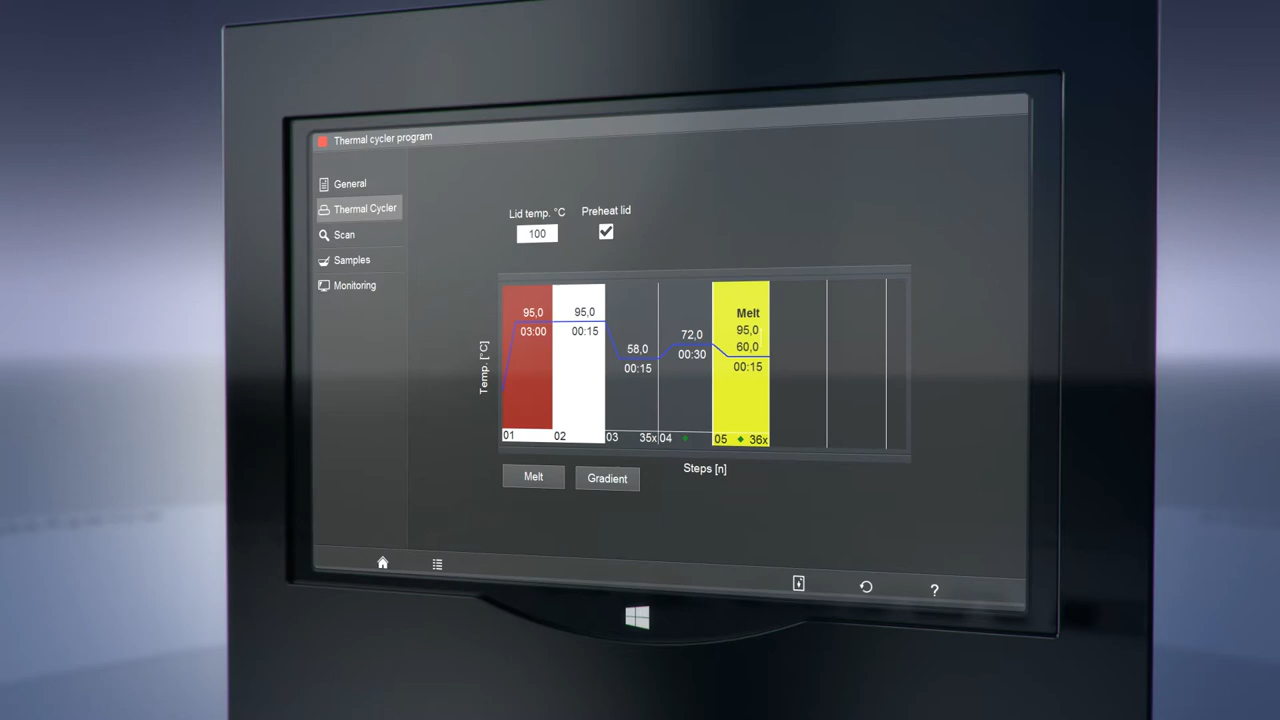 Thermal cycler program
General
Thermal Cycler
Scan
Samples
Monitoring
Lid temp. °C
Preheat lid
100
Temp. [°C]
95,0
03:00
01
95,0
00:15
02
58,0
00:15
03 35x
72,0
00:30
04
Melt
95,0
60,0
00:15
05 36x
Steps [n]
Melt
Gradient
?